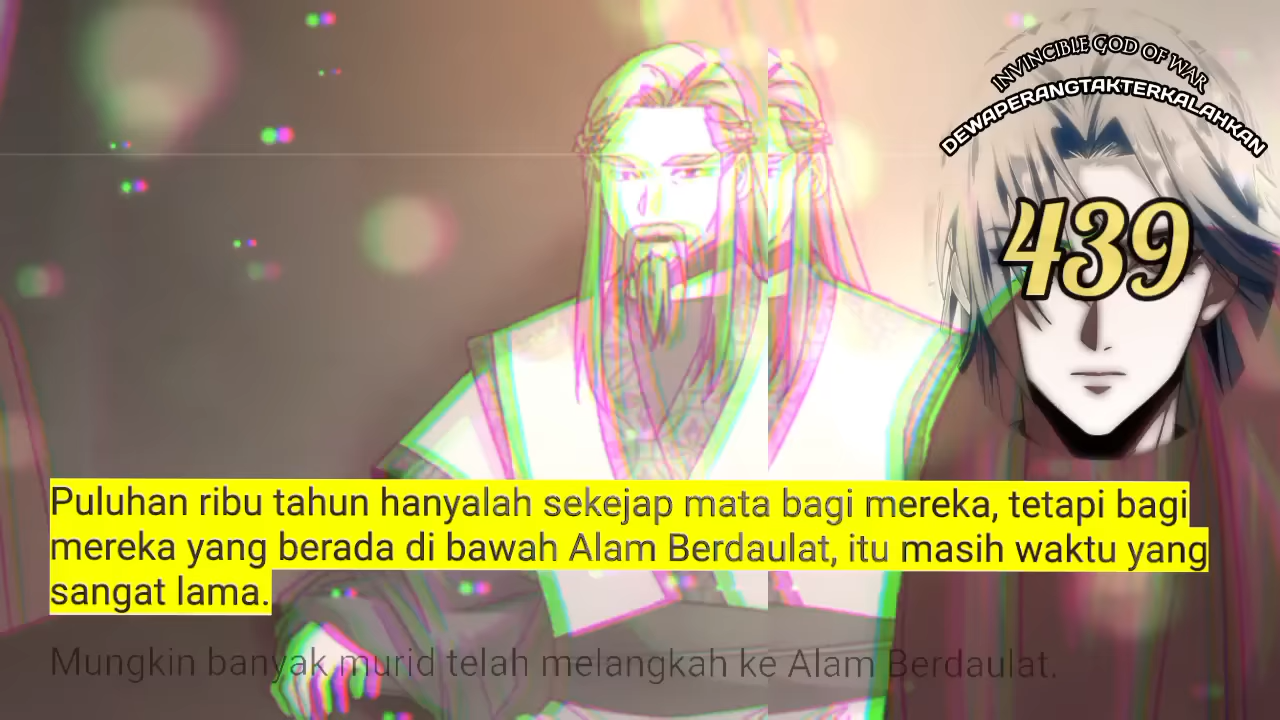 INVINCIBLE GOD OF WAR
DEWAPERANGTAKTERKALAHKAN
439
Puluhan ribu tahun hanyalah sekejap mata bagi mereka, tetapi bagi
mereka yang berada di bawah Alam Berdaulat, itu masih waktu yang
sangat lama.
Mungkin banyak murid telah melangkah ke Alam Berdaulat.